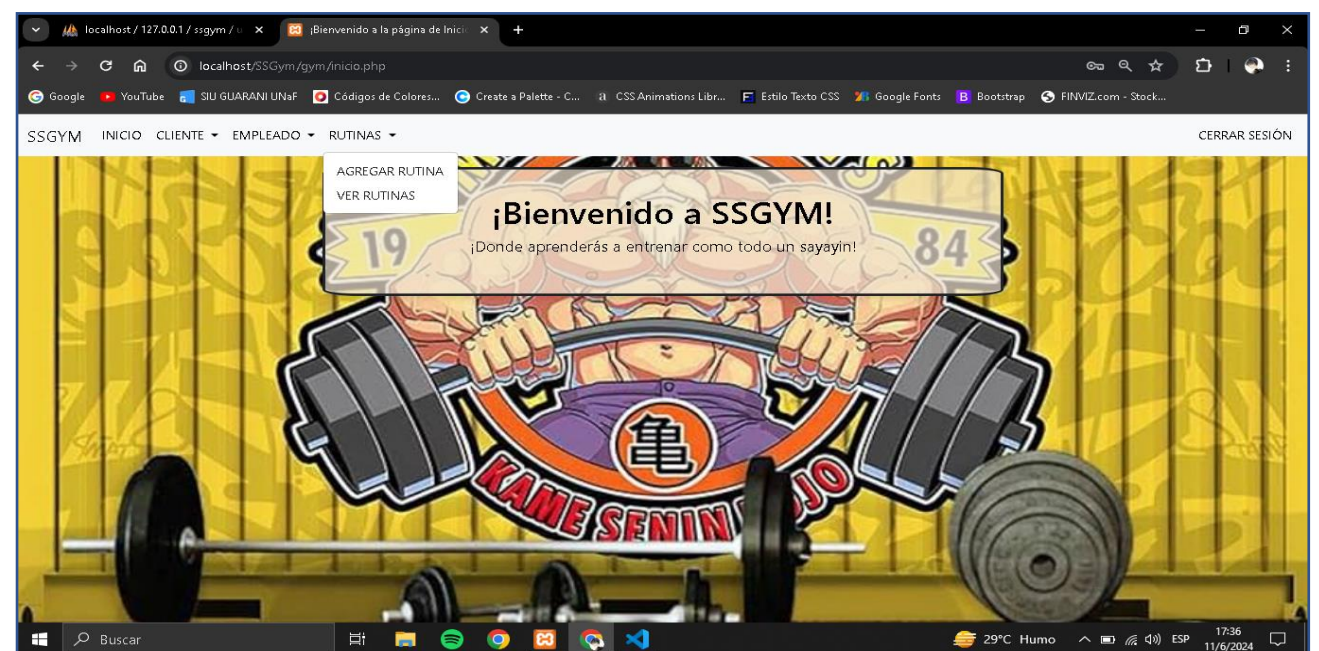 localhost / 127.0.0.1 / ssgym / u
¡Bienvenido a la página de Inici
localhost/SSGym/gym/inicio.php
Google YouTube SIU GUARANI UNaF Códigos de Colores... Create a Palette - C... CSS Animations Libr... Estilo Texto CSS Google Fonts Bootstrap FINVIZ.com - Stock...
SSGYM INICIO CLIENTE EMPLEADO RUTINAS CERRAR SESIÓN
AGREGAR RUTINA
VER RUTINAS
¡Bienvenido a SSGYM!
¡Donde aprenderás a entrenar como todo un sayayin!
19 84
亀
KAME SENIN
Buscar
29°C Humo ESP 17:36
11/6/2024